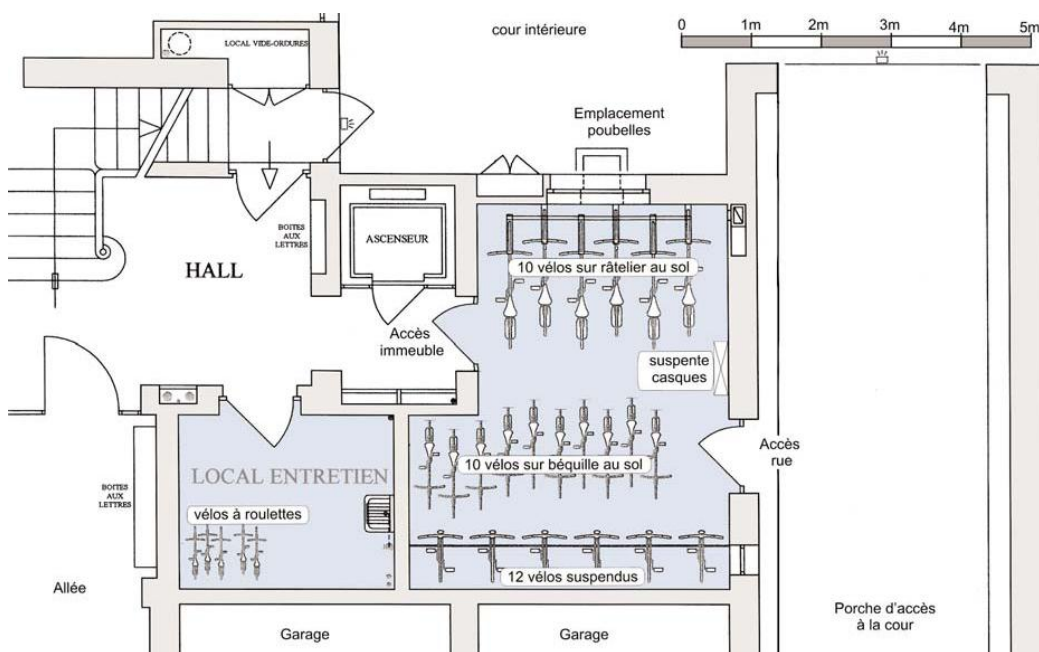 cour intérieure
0 1m 2m 3m 4m 5m
LOCAL VIDE-ORDURES
Emplacement
poubelles
BOITES
AUX
LETTRES
ASCENSEUR
HALL
10 vélos sur râtelier au sol
Accès
immeuble
suspente
casques
Accès
rue
10 vélos sur béquille au sol
LOCAL ENTRETIEN
BOITES
AUX
LETTRES
vélos à roulettes
12 vélos suspendus
Allée
Porche d'accès
à la cour
Garage
Garage